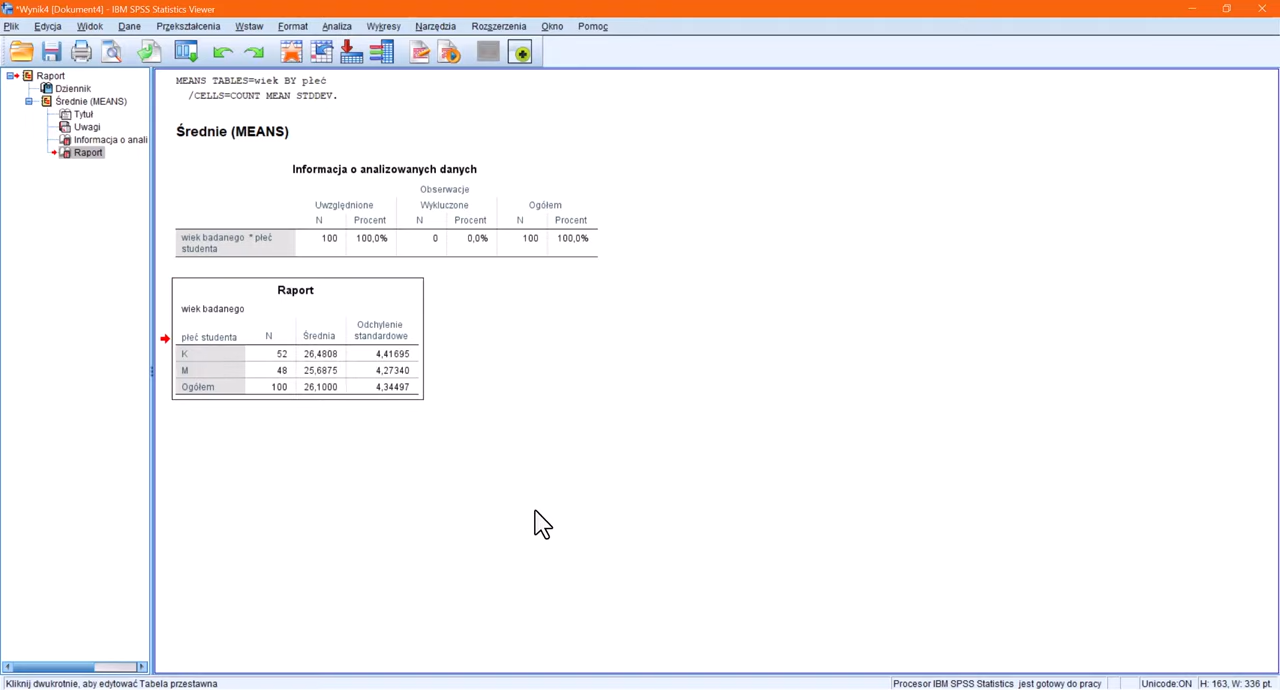 *Wynik4 [Dokument4] - IBM SPSS Statistics Viewer
Plik Edycja Widok Dane Przekształcenia Wstaw Format Analiza Wykresy Narzędzia Rozszerzenia Okno Pomoc
Raport
Dziennik
Średnie (MEANS)
Tytuł
Uwagi
Informacja o anali
Raport
MEANS TABLES=wiek BY płeć
/CELLS=COUNT MEAN STDDEV.
Średnie (MEANS)
Informacja o analizowanych danych
Obserwacje
Uwzględnione Wykluczone Ogółem
N Procent N Procent N Procent
wiek badanego * płeć studenta 100 100,0% 0 0,0% 100 100,0%
Raport
wiek badanego
płeć studenta N Średnia Odchylenie standardowe
K 52 26,4808 4,41695
M 48 25,6875 4,27340
Ogółem 100 26,1000 4,34497
Kliknij dwukrotnie, aby edytować Tabela przestawna
Procesor IBM SPSS Statistics jest gotowy do pracy Unicode:ON H: 163, W: 336 pt.